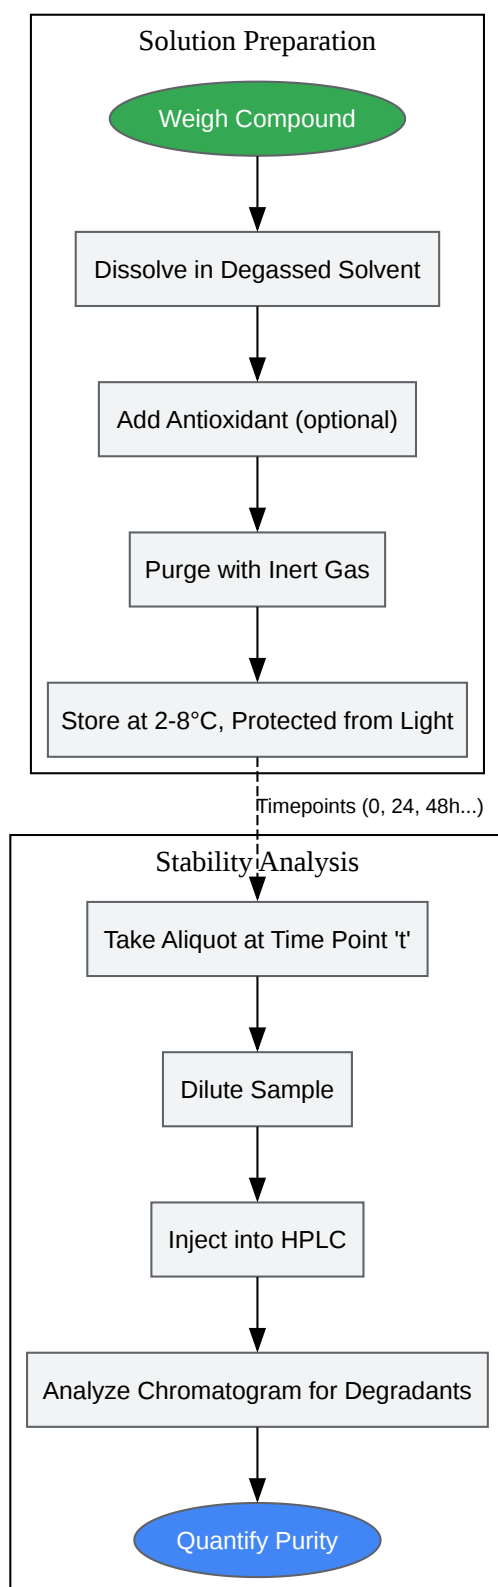 Solution Preparation
Weigh Compound
Dissolve in Degassed Solvent
Add Antioxidant (optional)
Purge with Inert Gas
Store at 2-8°C, Protected from Light
Timepoints (0, 24, 48h...)
Stability Analysis
Take Aliquot at Time Point 't'
Dilute Sample
Inject into HPLC
Analyze Chromatogram for Degradants
Quantify Purity